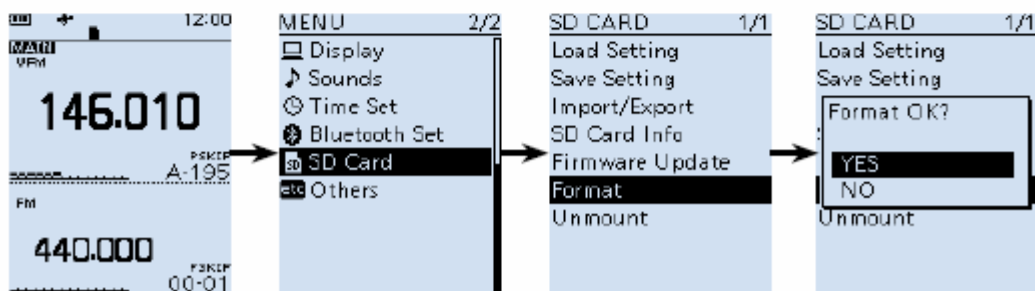 12:00
MAIN
VFM
146.010
PSKIP
A-195
FM
440.000
PSKIP
00-01
MENU 2/2
Display
Sounds
Time Set
Bluetooth Set
SD Card
etc Others
SD CARD 1/1
Load Setting
Save Setting
Import/Export
SD Card Info
Firmware Update
Format
Unmount
SD CARD 1/1
Load Setting
Save Setting
Format OK?
YES
NO
Unmount